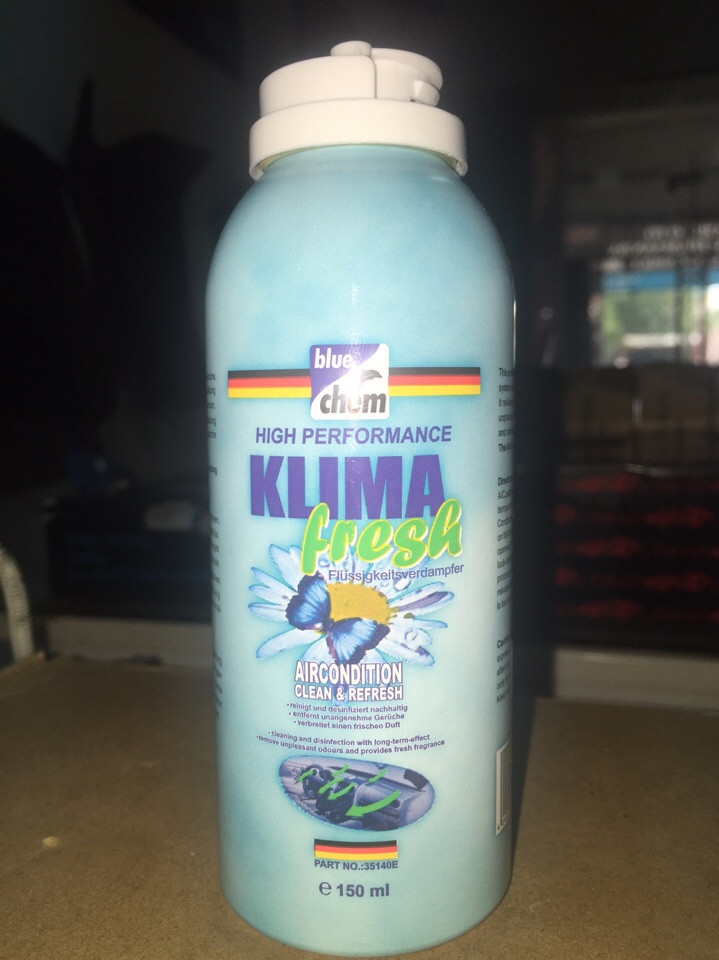 blue
chem
HIGH PERFORMANCE
KLIMA
fresh
Flüssigkeitsverdampfer
AIRCONDITION
CLEAN & REFRESH
• reinigt und desinfiziert nachhaltig
• entfernt unangenehme Gerüche
• verbreitet einen frischen Duft
• cleaning and disinfection with long-term-effect
• remove unpleasant odours and provides fresh fragrance
PART NO.:35140E
℮ 150 ml